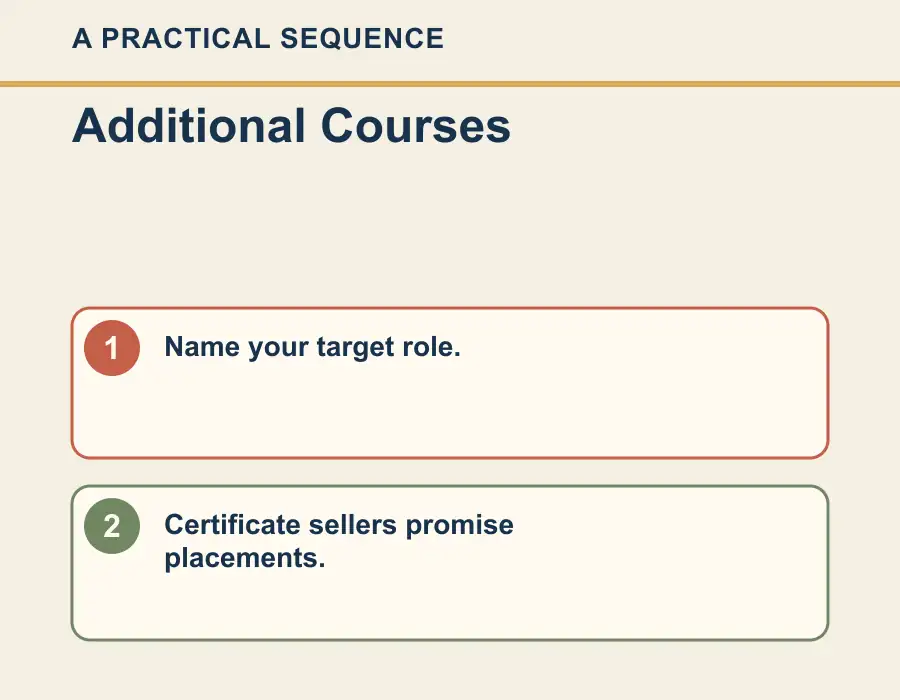 A PRACTICAL SEQUENCE
Additional Courses
1
Name your target role.
2
Certificate sellers promise
placements.